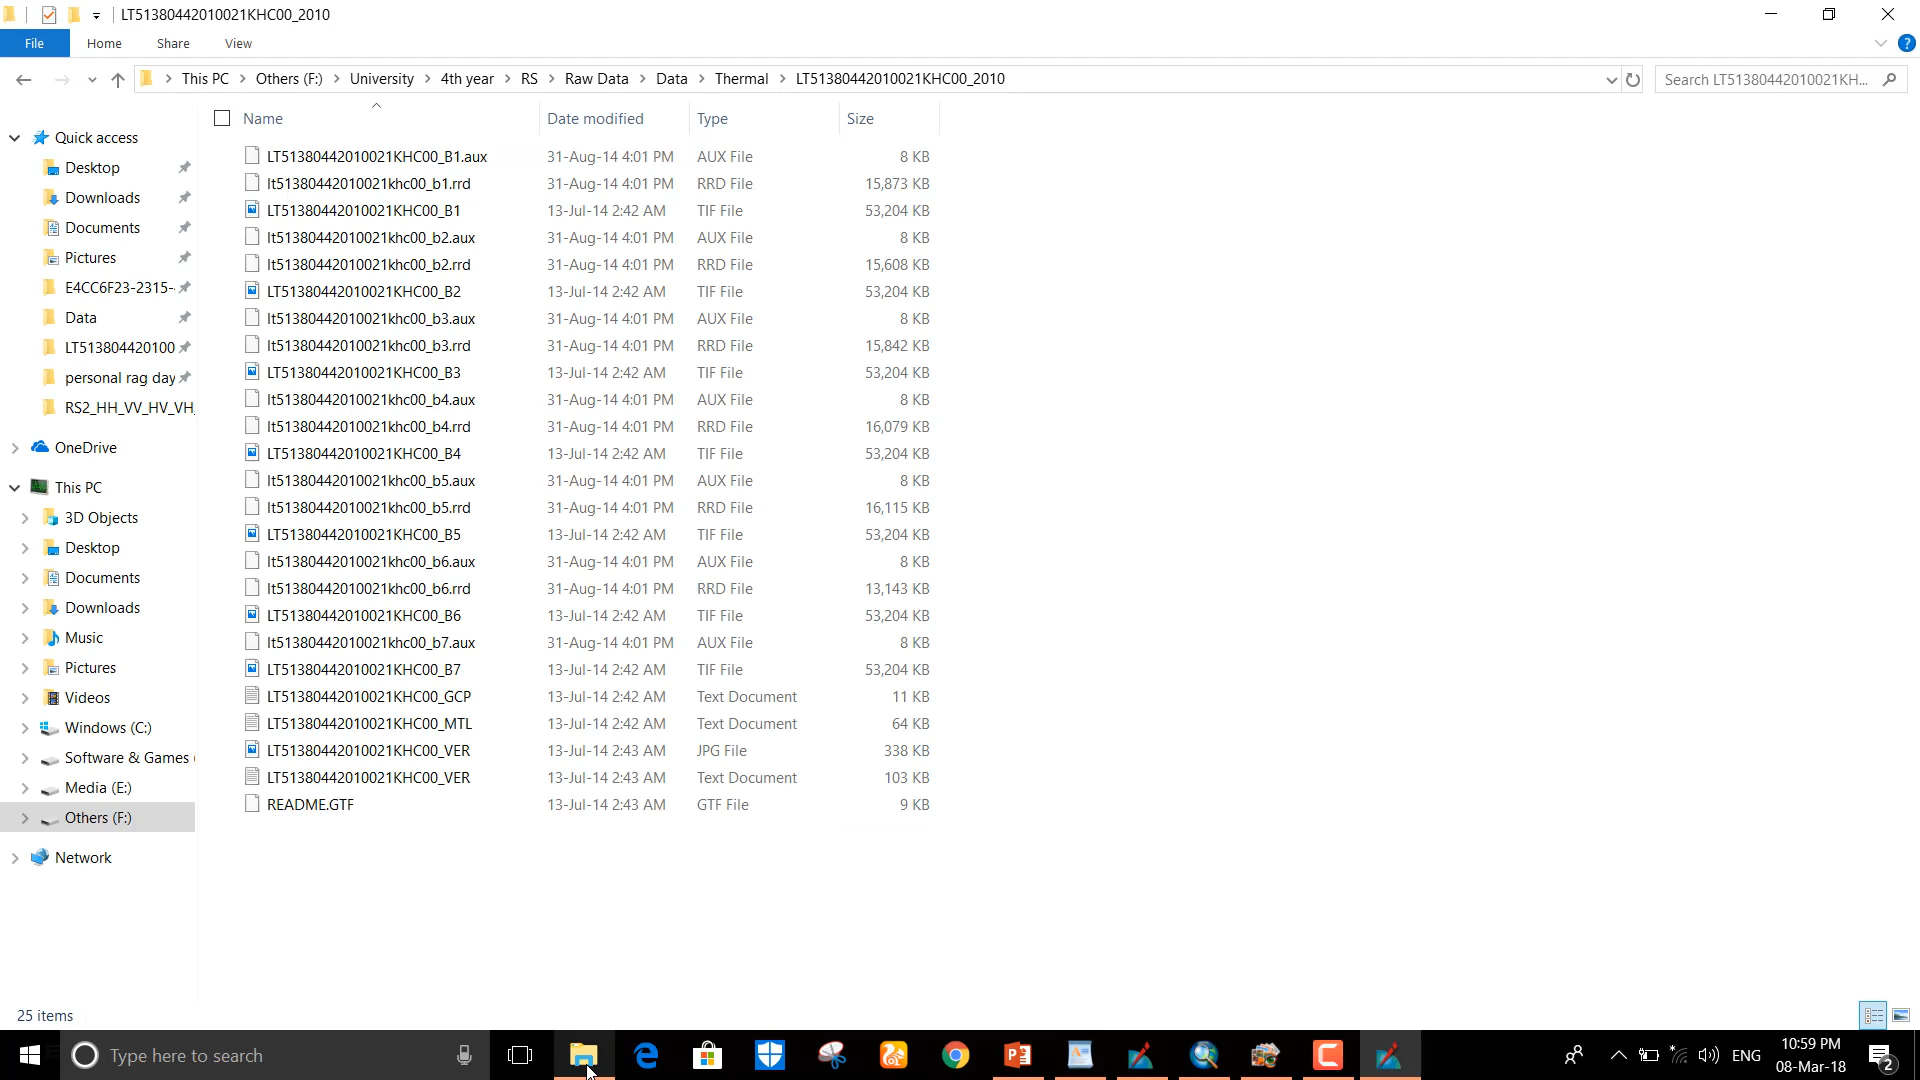 LT51380442010021KHC00_2010
File Home Share View
This PC Others (F:) University 4th year RS Raw Data Data Thermal LT51380442010021KHC00_2010
Search LT51380442010021KH...
Name Date modified Type Size
Quick access
Desktop
Downloads
Documents
Pictures
E4CC6F23-2315-
Data
LT513804420100
personal rag day
RS2_HH_VV_HV_VH_
OneDrive
This PC
3D Objects
Desktop
Documents
Downloads
Music
Pictures
Videos
Windows (C:)
Software & Games
Media (E:)
Others (F:)
Network
LT51380442010021KHC00_B1.aux 31-Aug-14 4:01 PM AUX File 8 KB
lt51380442010021khc00_b1.rrd 31-Aug-14 4:01 PM RRD File 15,873 KB
LT51380442010021KHC00_B1 13-Jul-14 2:42 AM TIF File 53,204 KB
lt51380442010021khc00_b2.aux 31-Aug-14 4:01 PM AUX File 8 KB
lt51380442010021khc00_b2.rrd 31-Aug-14 4:01 PM RRD File 15,608 KB
LT51380442010021KHC00_B2 13-Jul-14 2:42 AM TIF File 53,204 KB
lt51380442010021khc00_b3.aux 31-Aug-14 4:01 PM AUX File 8 KB
lt51380442010021khc00_b3.rrd 31-Aug-14 4:01 PM RRD File 15,842 KB
LT51380442010021KHC00_B3 13-Jul-14 2:42 AM TIF File 53,204 KB
lt51380442010021khc00_b4.aux 31-Aug-14 4:01 PM AUX File 8 KB
lt51380442010021khc00_b4.rrd 31-Aug-14 4:01 PM RRD File 16,079 KB
LT51380442010021KHC00_B4 13-Jul-14 2:42 AM TIF File 53,204 KB
lt51380442010021khc00_b5.aux 31-Aug-14 4:01 PM AUX File 8 KB
lt51380442010021khc00_b5.rrd 31-Aug-14 4:01 PM RRD File 16,115 KB
LT51380442010021KHC00_B5 13-Jul-14 2:42 AM TIF File 53,204 KB
lt51380442010021khc00_b6.aux 31-Aug-14 4:01 PM AUX File 8 KB
lt51380442010021khc00_b6.rrd 31-Aug-14 4:01 PM RRD File 13,143 KB
LT51380442010021KHC00_B6 13-Jul-14 2:42 AM TIF File 53,204 KB
lt51380442010021khc00_b7.aux 31-Aug-14 4:01 PM AUX File 8 KB
LT51380442010021KHC00_B7 13-Jul-14 2:42 AM TIF File 53,204 KB
LT51380442010021KHC00_GCP 13-Jul-14 2:42 AM Text Document 11 KB
LT51380442010021KHC00_MTL 13-Jul-14 2:42 AM Text Document 64 KB
LT51380442010021KHC00_VER 13-Jul-14 2:43 AM JPG File 338 KB
LT51380442010021KHC00_VER 13-Jul-14 2:43 AM Text Document 103 KB
README.GTF 13-Jul-14 2:43 AM GTF File 9 KB
25 items
Type here to search
ENG
10:59 PM
08-Mar-18
2